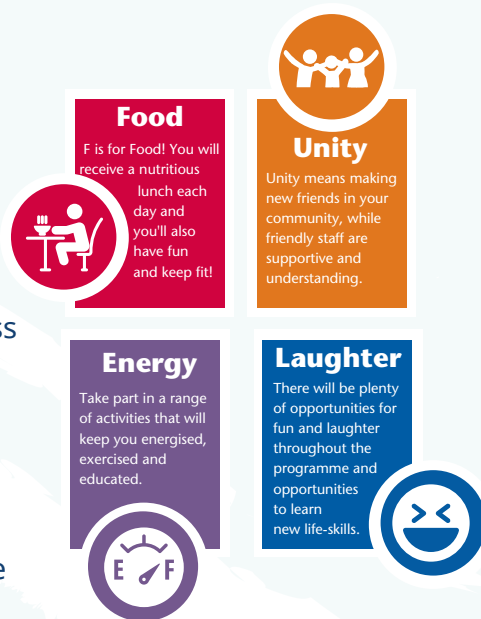 Food
F is for Food! You will
receive a nutritious
lunch each
day and
you'll also
have fun
and keep fit!
Unity
Unity means making
new friends in your
community, while
friendly staff are
supportive and
understanding.
Energy
Take part in a range
of activities that will
keep you energised,
exercised and
educated.
E F
Laughter
There will be plenty
of opportunities for
fun and laughter
throughout the
programme and
opportunities
to learn
new life-skills.